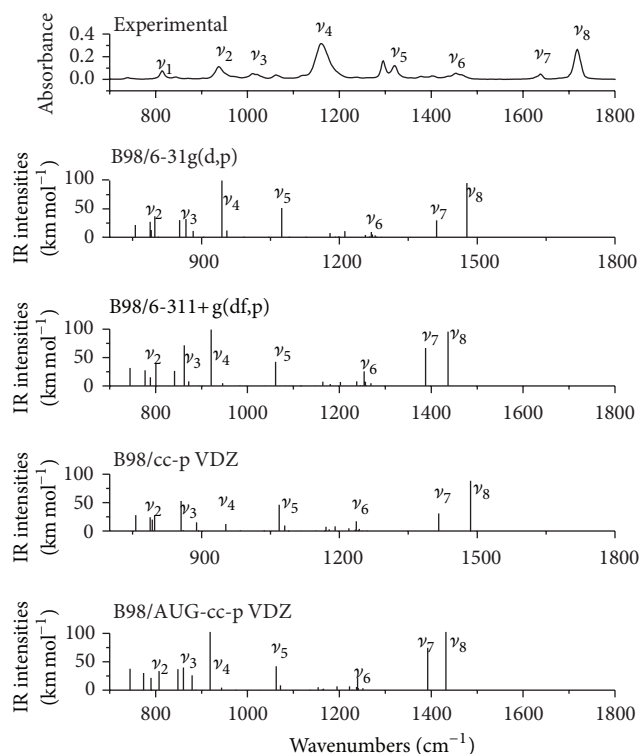 Experimental
Absorbance
0.4
0.2
0.0
ν1
ν2
ν3
ν4
ν5
ν6
ν7
ν8
800 1000 1200 1400 1600 1800
B98/6-31g(d,p)
IR intensities
(km mol−1)
100
50
0
ν2
ν3
ν4
ν5
ν6
ν7
ν8
900 1200 1500 1800
B98/6-311+g(df,p)
IR intensities
(km mol−1)
100
50
0
ν2
ν3
ν4
ν5
ν6
ν7
ν8
800 1000 1200 1400 1600 1800
B98/cc-p VDZ
IR intensities
(km mol−1)
100
50
0
ν2
ν3
ν4
ν5
ν6
ν7
ν8
900 1200 1500 1800
B98/AUG-cc-p VDZ
IR intensities
(km mol−1)
100
50
0
ν2
ν3
ν4
ν5
ν6
ν7
ν8
800 1000 1200 1400 1600 1800
Wavenumbers (cm−1)